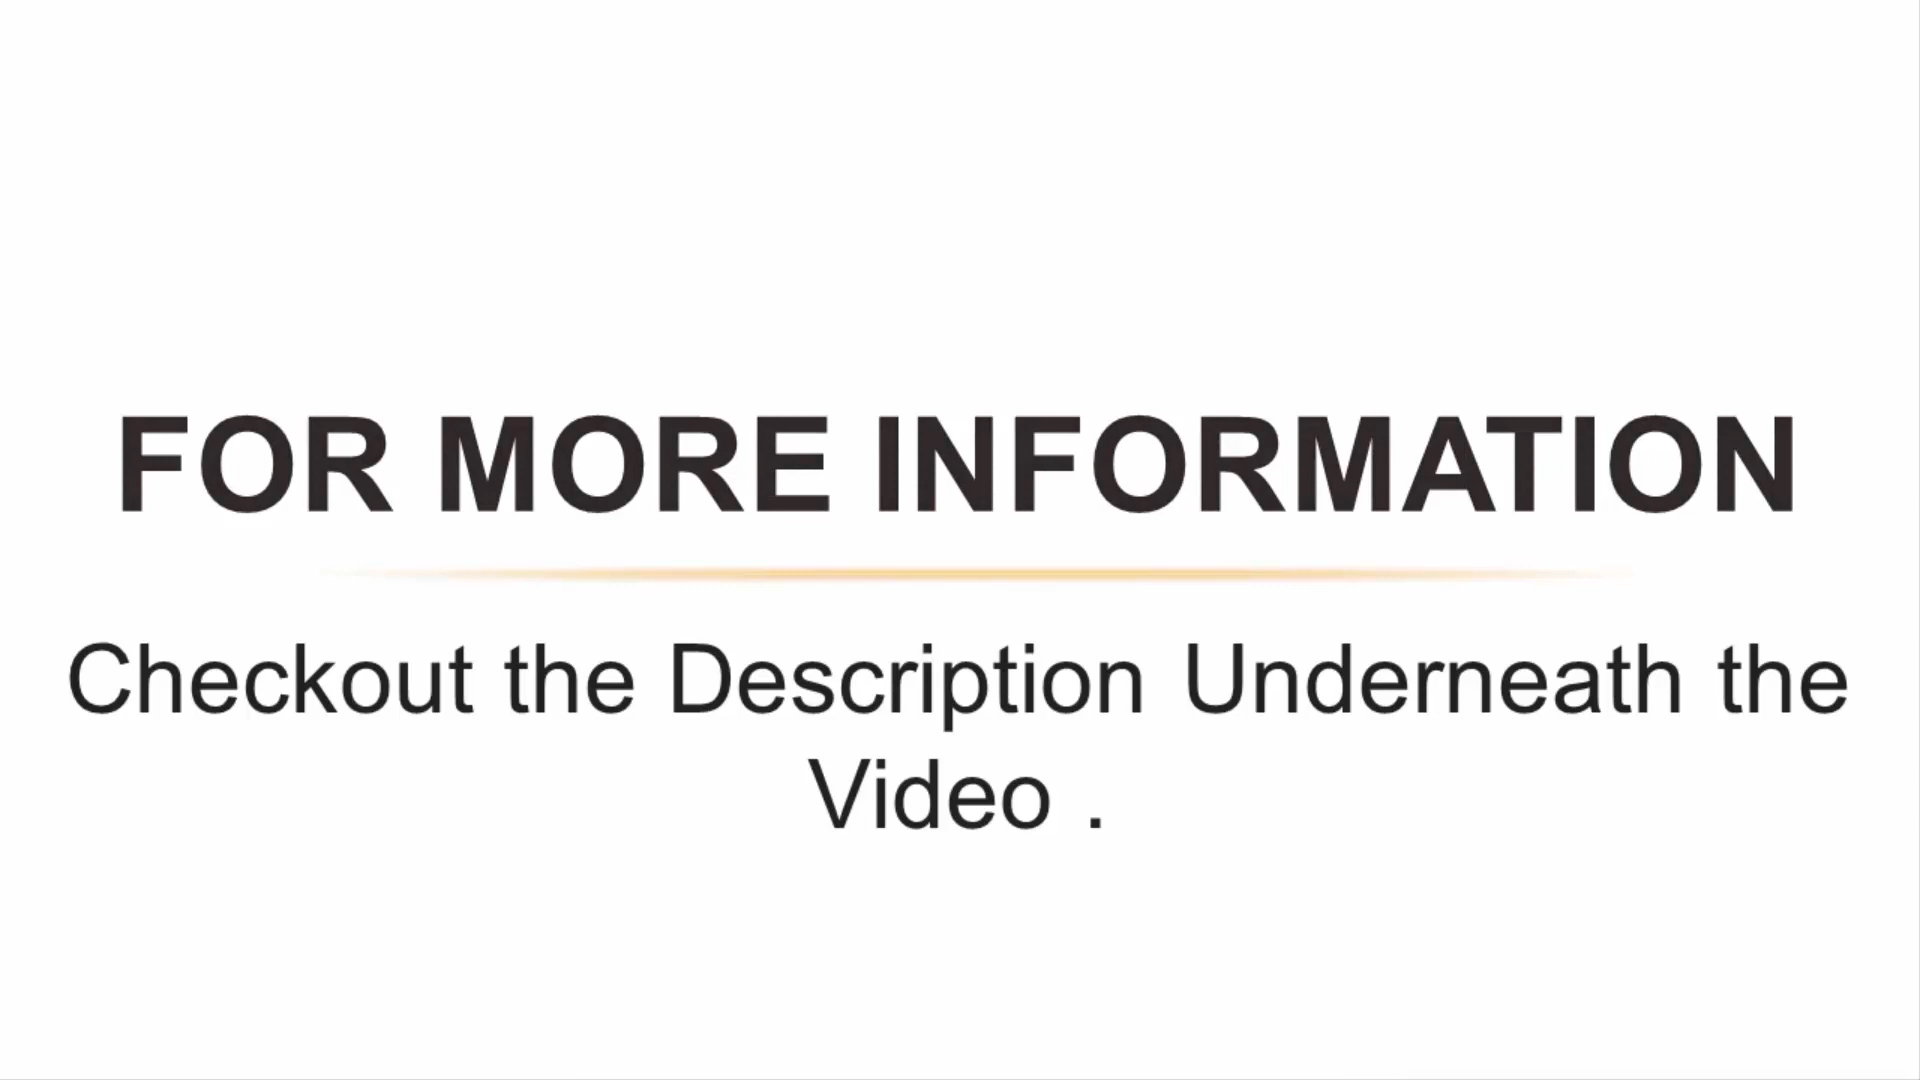 FOR MORE INFORMATION
Checkout the Description Underneath the
Video .